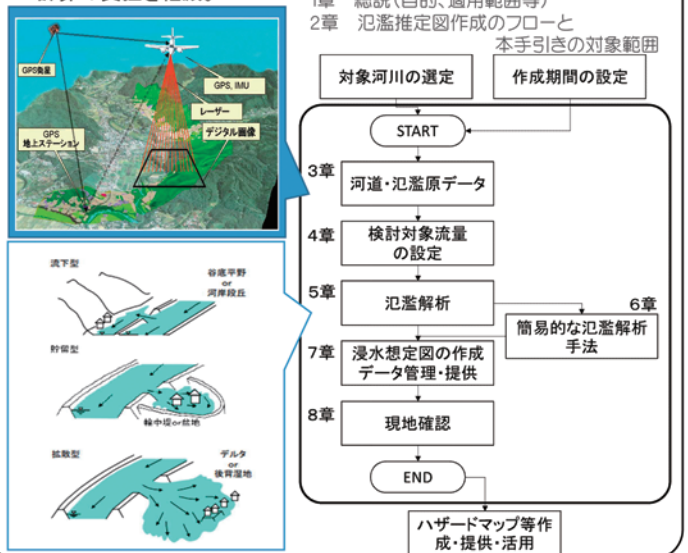 1章 総説(目的、適用範囲等)
2章 氾濫推定図作成のフローと
本手引きの対象範囲
GPS衛星
GPS, IMU
レーザー
デジタル画像
GPS
地上ステーション
流下型
谷底平野
or
河岸段丘
貯留型
輪中堤or盆地
拡散型
デルタ
or
後背湿地
対象河川の選定
作成期間の設定
START
3章
河道・氾濫原データ
4章
検討対象流量
の設定
5章
氾濫解析
6章
簡易的な氾濫解析
手法
7章
浸水想定図の作成
データ管理・提供
8章
現地確認
END
ハザードマップ等作
成・提供・活用